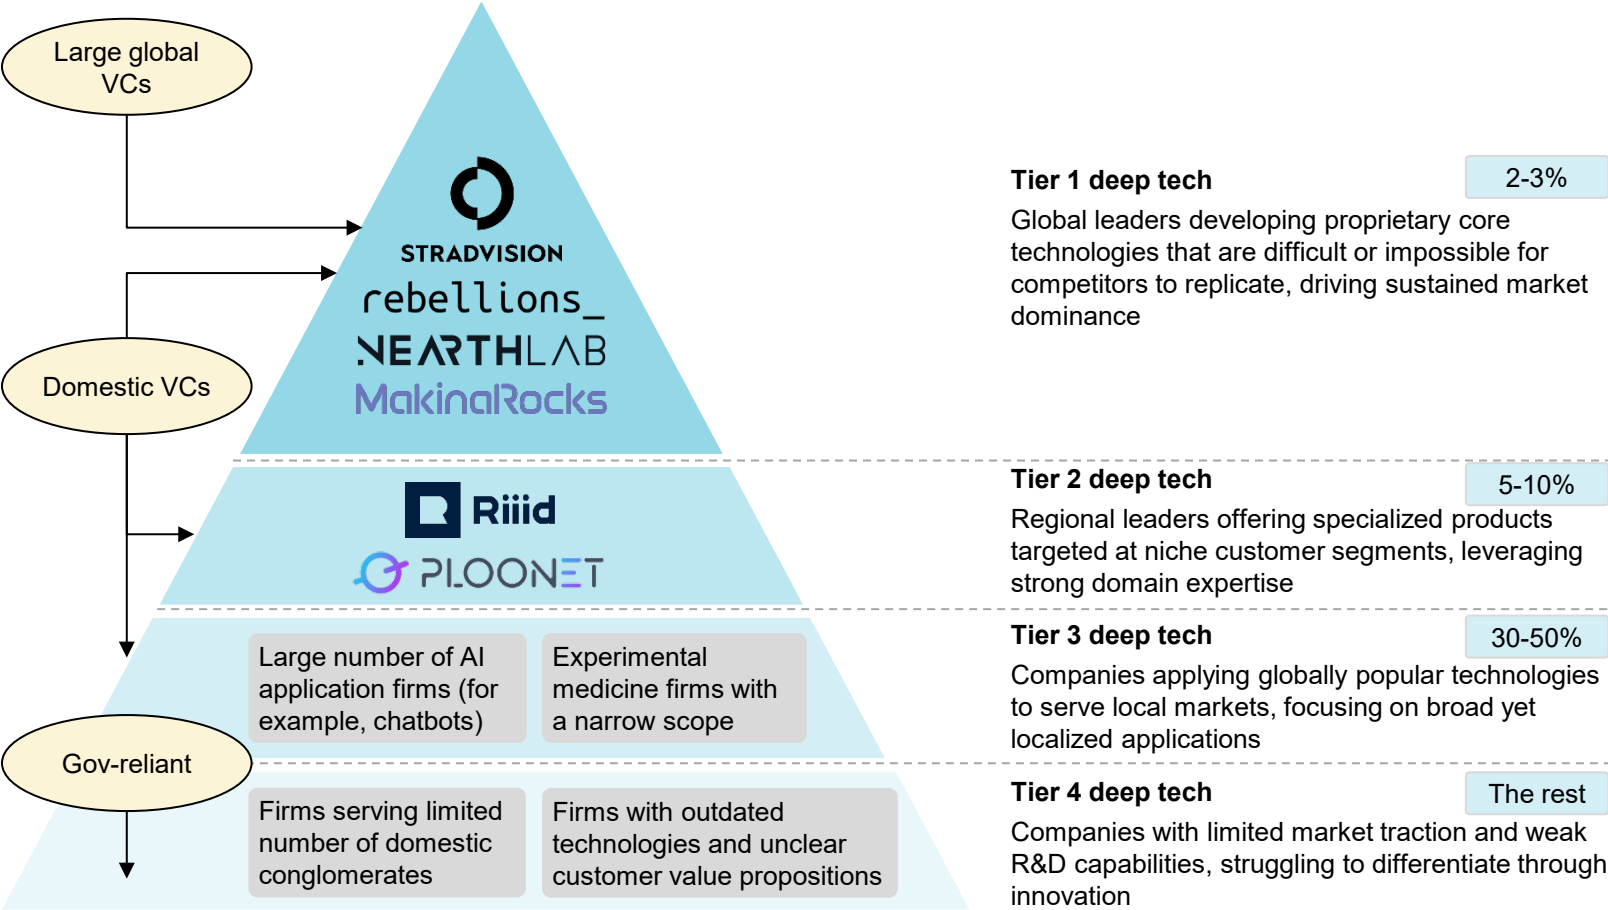 Large global
VCs
Domestic VCs
Gov-reliant
STRADVISION
rebellions_
NEARTHLAB
MakinaRocks
Riiid
PLOONET
Large number of AI
application firms (for
example, chatbots)
Experimental
medicine firms with
a narrow scope
Firms serving limited
number of domestic
conglomerates
Firms with outdated
technologies and unclear
customer value propositions
Tier 1 deep tech
2-3%
Global leaders developing proprietary core
technologies that are difficult or impossible for
competitors to replicate, driving sustained market
dominance
Tier 2 deep tech
5-10%
Regional leaders offering specialized products
targeted at niche customer segments, leveraging
strong domain expertise
Tier 3 deep tech
30-50%
Companies applying globally popular technologies
to serve local markets, focusing on broad yet
localized applications
Tier 4 deep tech
The rest
Companies with limited market traction and weak
R&D capabilities, struggling to differentiate through
innovation